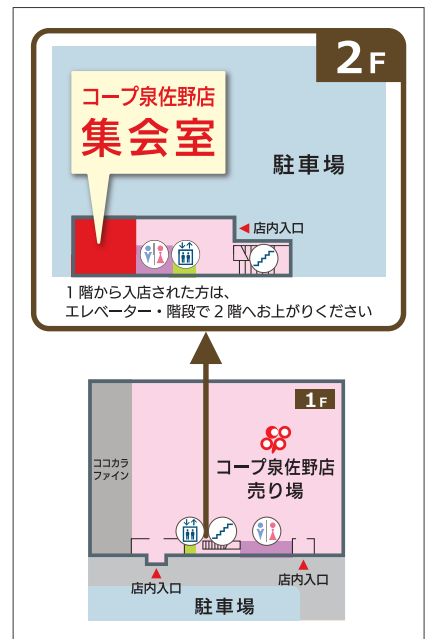 2F
コープ泉佐野店
集会室
駐車場
店内入口
1階から入店された方は、
エレベーター・階段で2階へお上がりください
1F
ココカラ
ファイン
コープ泉佐野店
売り場
店内入口
店内入口
駐車場